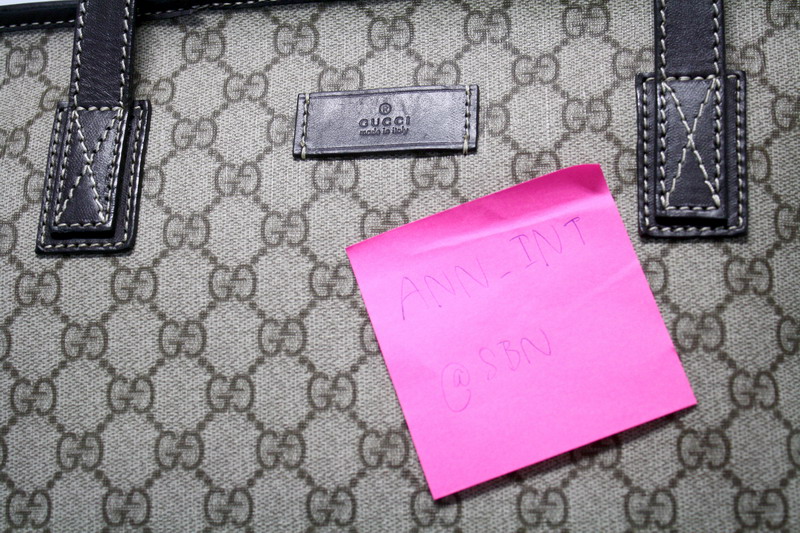 ®
GUCCI
made in italy
ANN_INT
@SBN